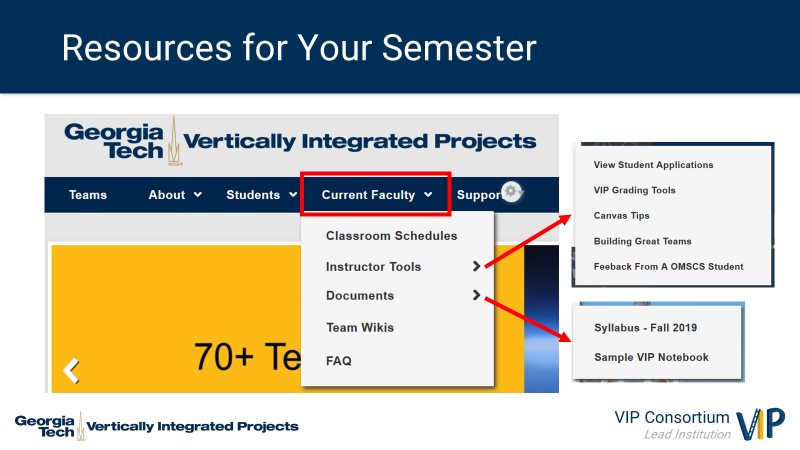 Resources for Your Semester
Georgia
Tech
Vertically Integrated Projects
Teams
About
Students
Current Faculty
Support
Classroom Schedules
Instructor Tools
Documents
Team Wikis
FAQ
70+ Te
View Student Applications
VIP Grading Tools
Canvas Tips
Building Great Teams
Feeback From A OMSCS Student
Syllabus - Fall 2019
Sample VIP Notebook
Georgia
Tech
Vertically Integrated Projects
VIP Consortium
Lead Institution
VIP